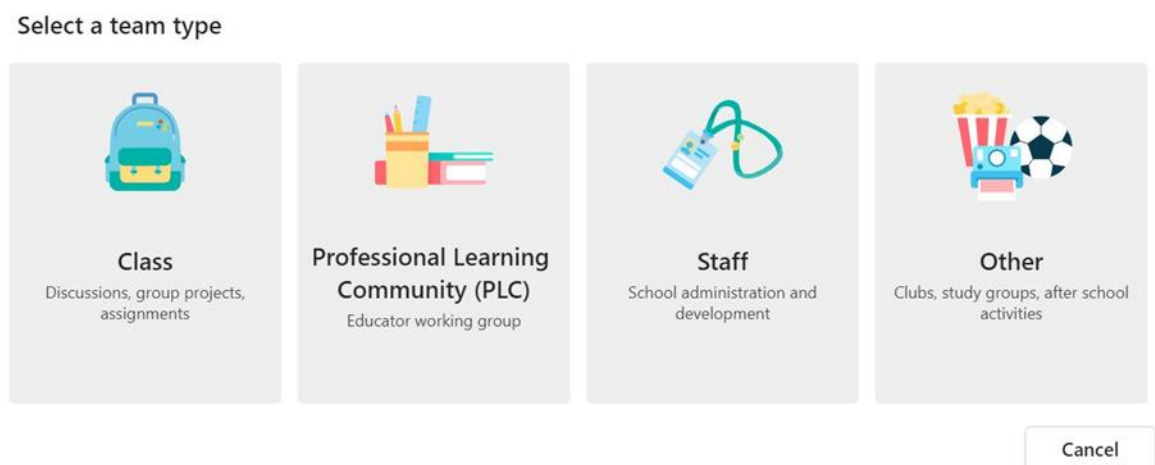 Select a team type
Class
Discussions, group projects,
assignments
Professional Learning
Community (PLC)
Educator working group
Staff
School administration and
development
Other
Clubs, study groups, after school
activities
Cancel